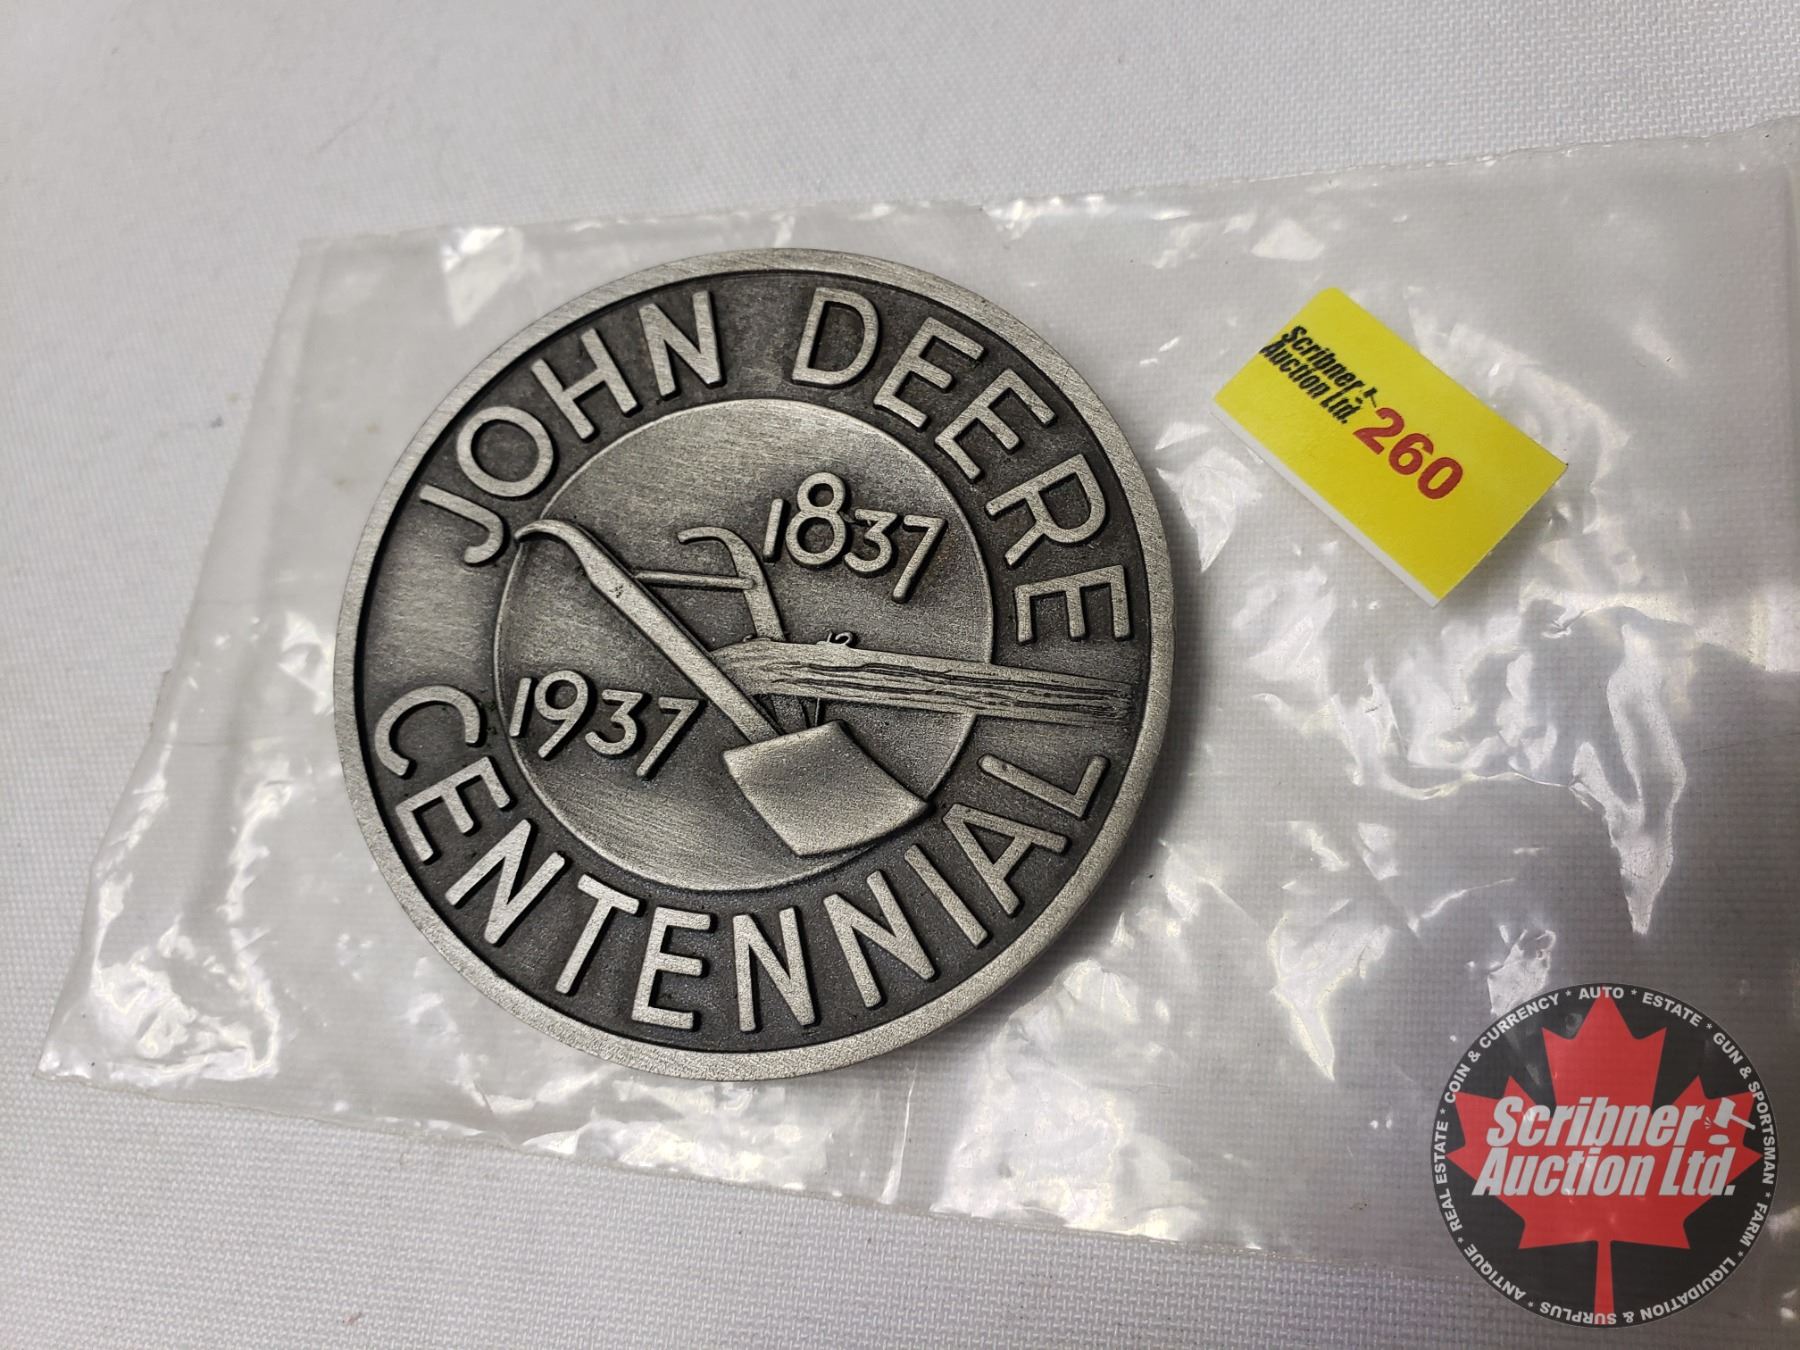 JOHN DEERE
1837
1937
CENTENNIAL
Scribner
Auction Ltd.
260
REAL ESTATE * COIN & CURRENCY * AUTO * ESTATE * GUN & SPORTSMAN * FARM * LIQUIDATION & SURPLUS * ANTIQUE *
Scribner
Auction Ltd.